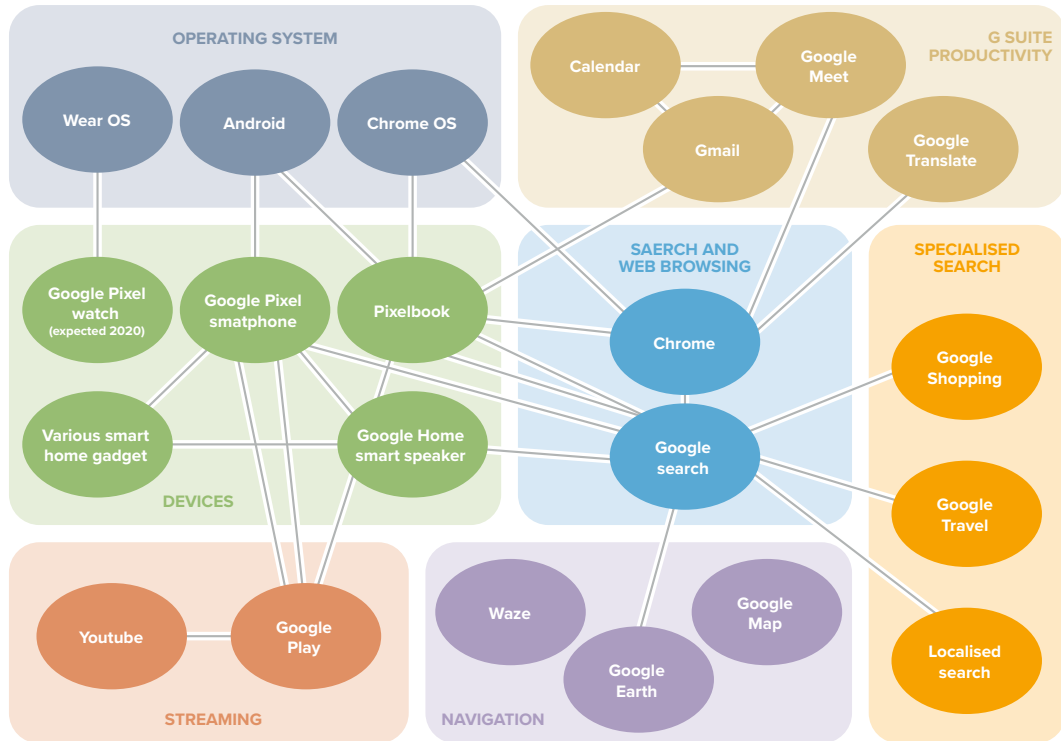 OPERATING SYSTEM
Wear OS
Android
Chrome OS
G SUITE
PRODUCTIVITY
Calendar
Google
Meet
Gmail
Google
Translate
Google Pixel
watch
(expected 2020)
Google Pixel
smatphone
Pixelbook
Various smart
home gadget
Google Home
smart speaker
DEVICES
SAERCH AND
WEB BROWSING
Chrome
Google
search
SPECIALISED
SEARCH
Google
Shopping
Google
Travel
Localised
search
Youtube
Google
Play
STREAMING
Waze
Google
Map
Google
Earth
NAVIGATION